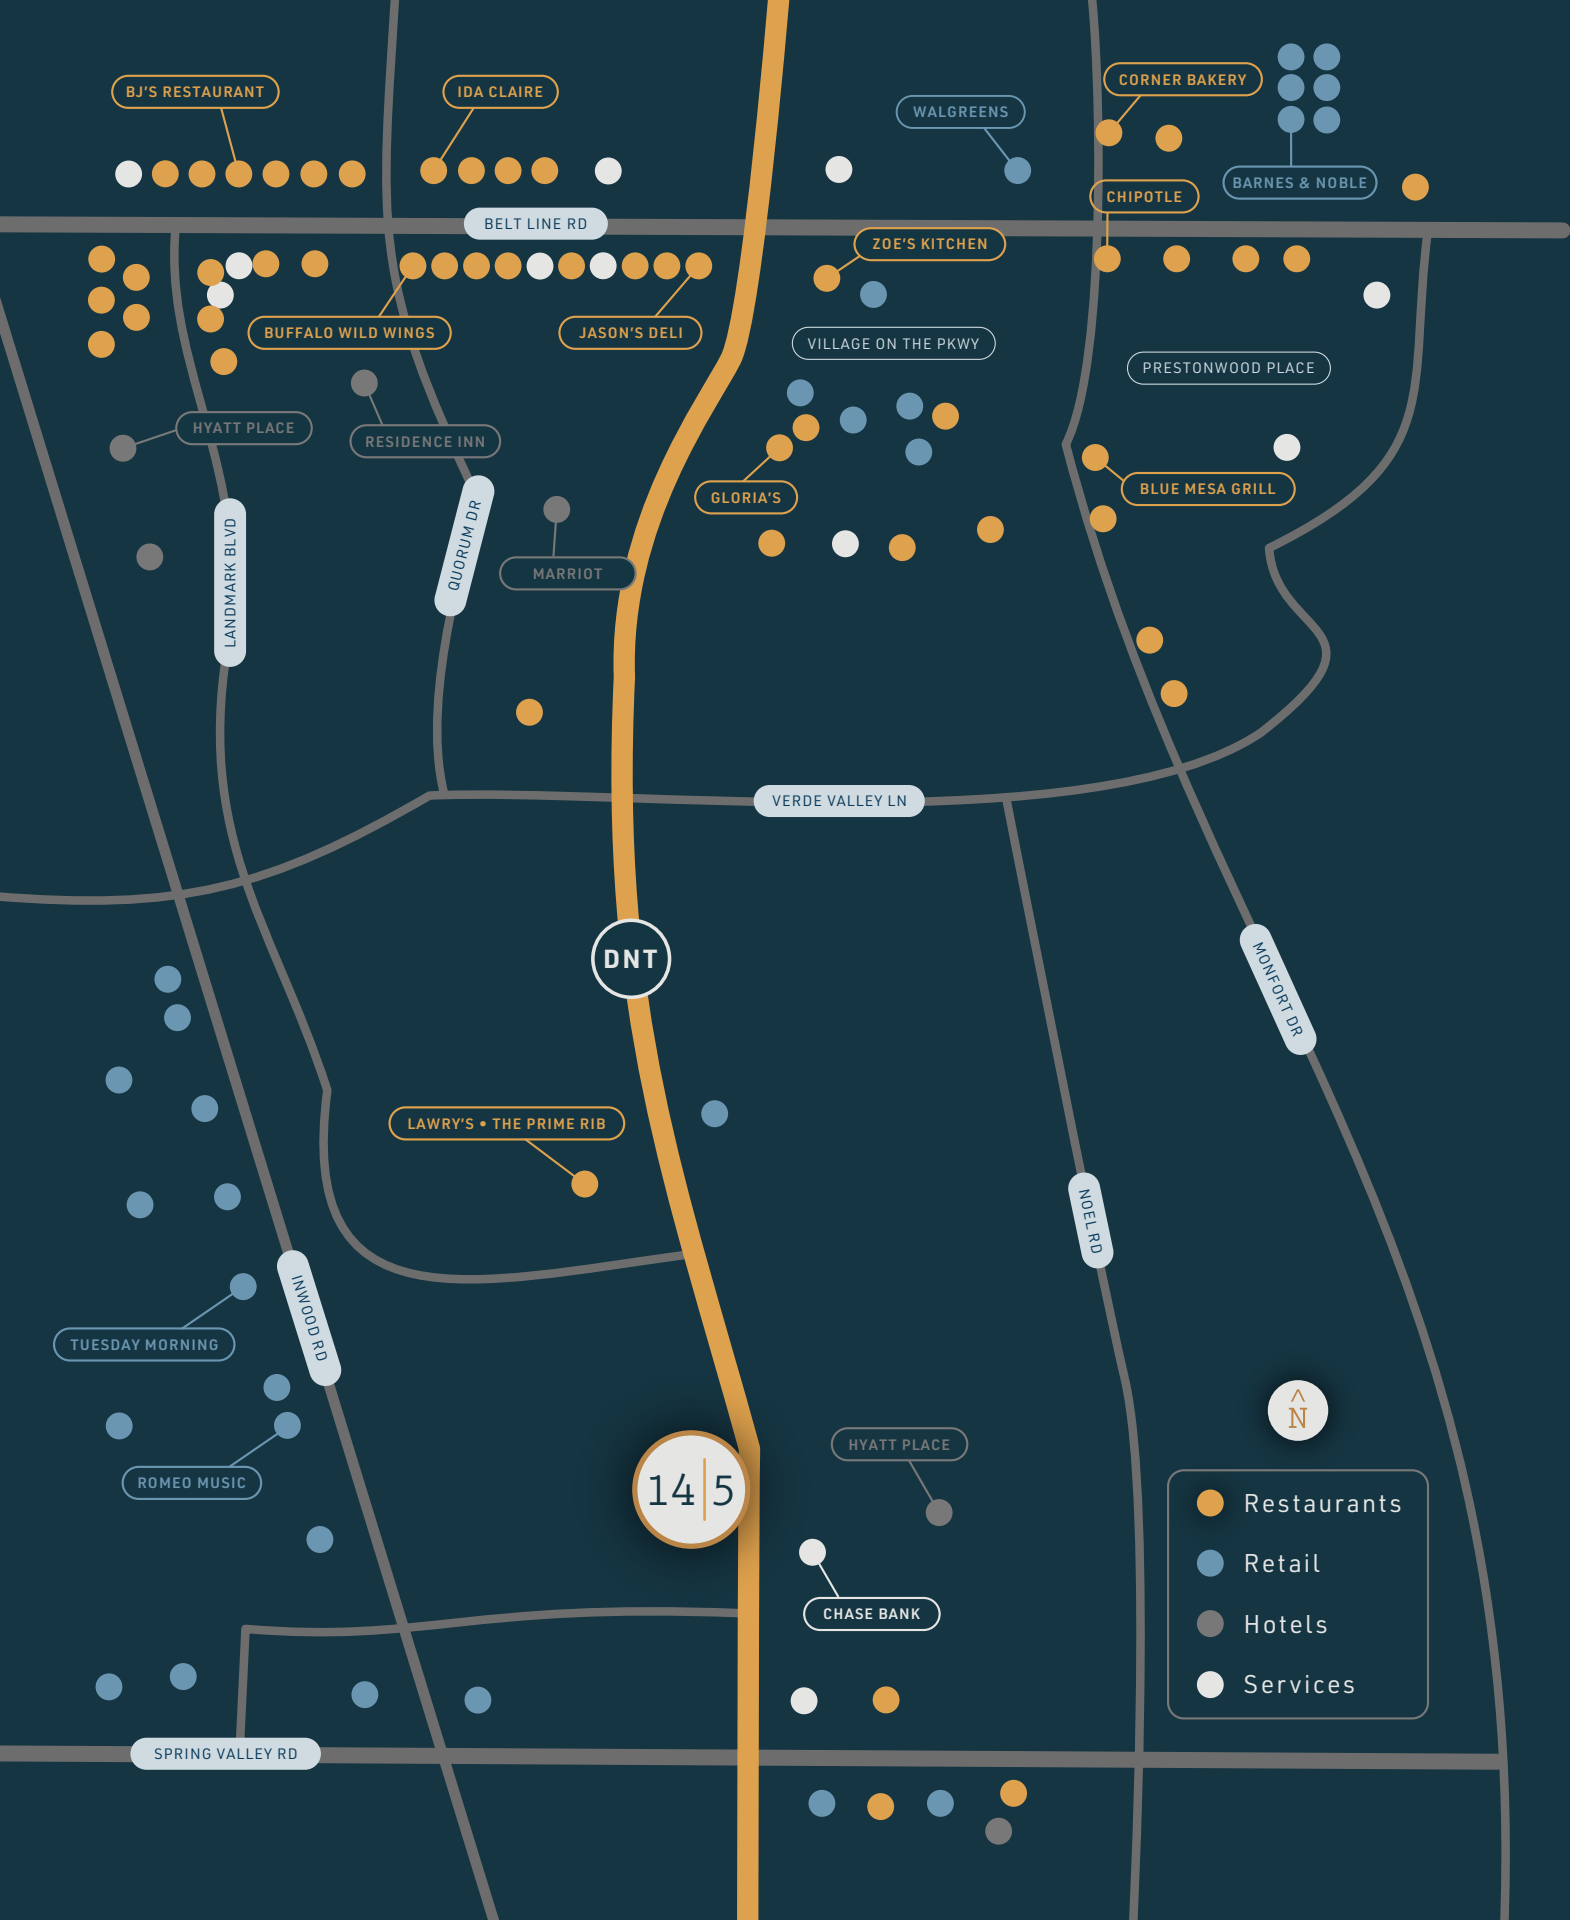 BJ'S RESTAURANT
IDA CLAIRE
WALGREENS
CORNER BAKERY
BARNES & NOBLE
CHIPOTLE
BELT LINE RD
ZOE'S KITCHEN
BUFFALO WILD WINGS
JASON'S DELI
VILLAGE ON THE PKWY
PRESTONWOOD PLACE
HYATT PLACE
RESIDENCE INN
GLORIA'S
BLUE MESA GRILL
LANDMARK BLVD
QUORUM DR
MARRIOT
VERDE VALLEY LN
DNT
MONFORT DR
LAWRY'S • THE PRIME RIB
NOEL RD
INWOOD RD
TUESDAY MORNING
N
ROMEO MUSIC
14|5
HYATT PLACE
Restaurants
Retail
Hotels
Services
CHASE BANK
SPRING VALLEY RD